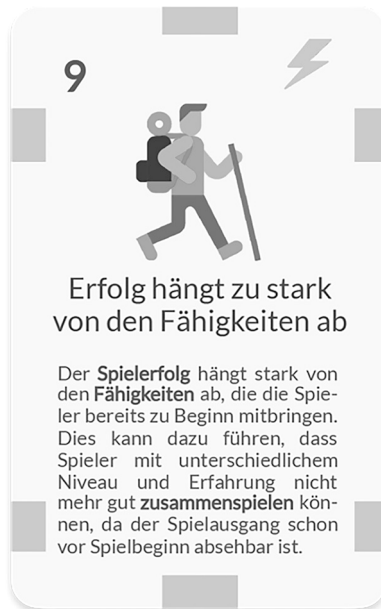 9
Erfolg hängt zu stark
von den Fähigkeiten ab
Der Spielerfolg hängt stark von
den Fähigkeiten ab, die die Spie-
ler bereits zu Beginn mitbringen.
Dies kann dazu führen, dass
Spieler mit unterschiedlichem
Niveau und Erfahrung nicht
mehr gut zusammenspielen kön-
nen, da der Spielausgang schon
vor Spielbeginn absehbar ist.